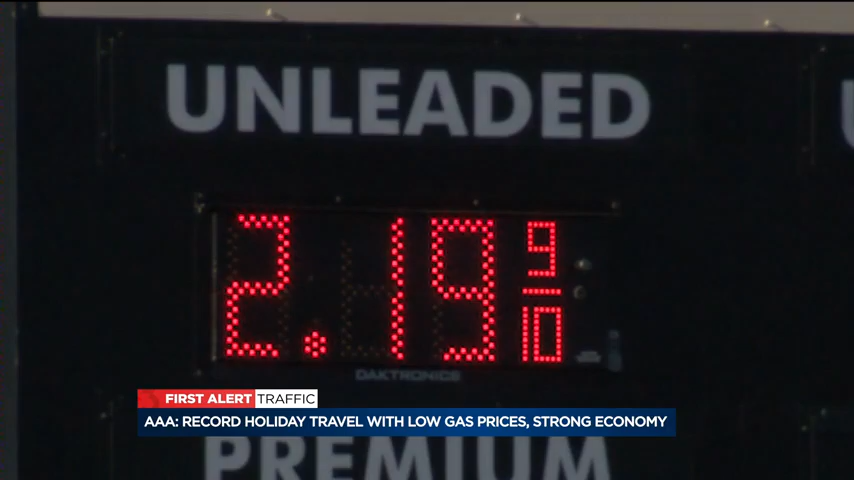 UNLEADED
2.19 9/10
DAKTRONICS
FIRST ALERT TRAFFIC
AAA: RECORD HOLIDAY TRAVEL WITH LOW GAS PRICES, STRONG ECONOMY
PREMIUM